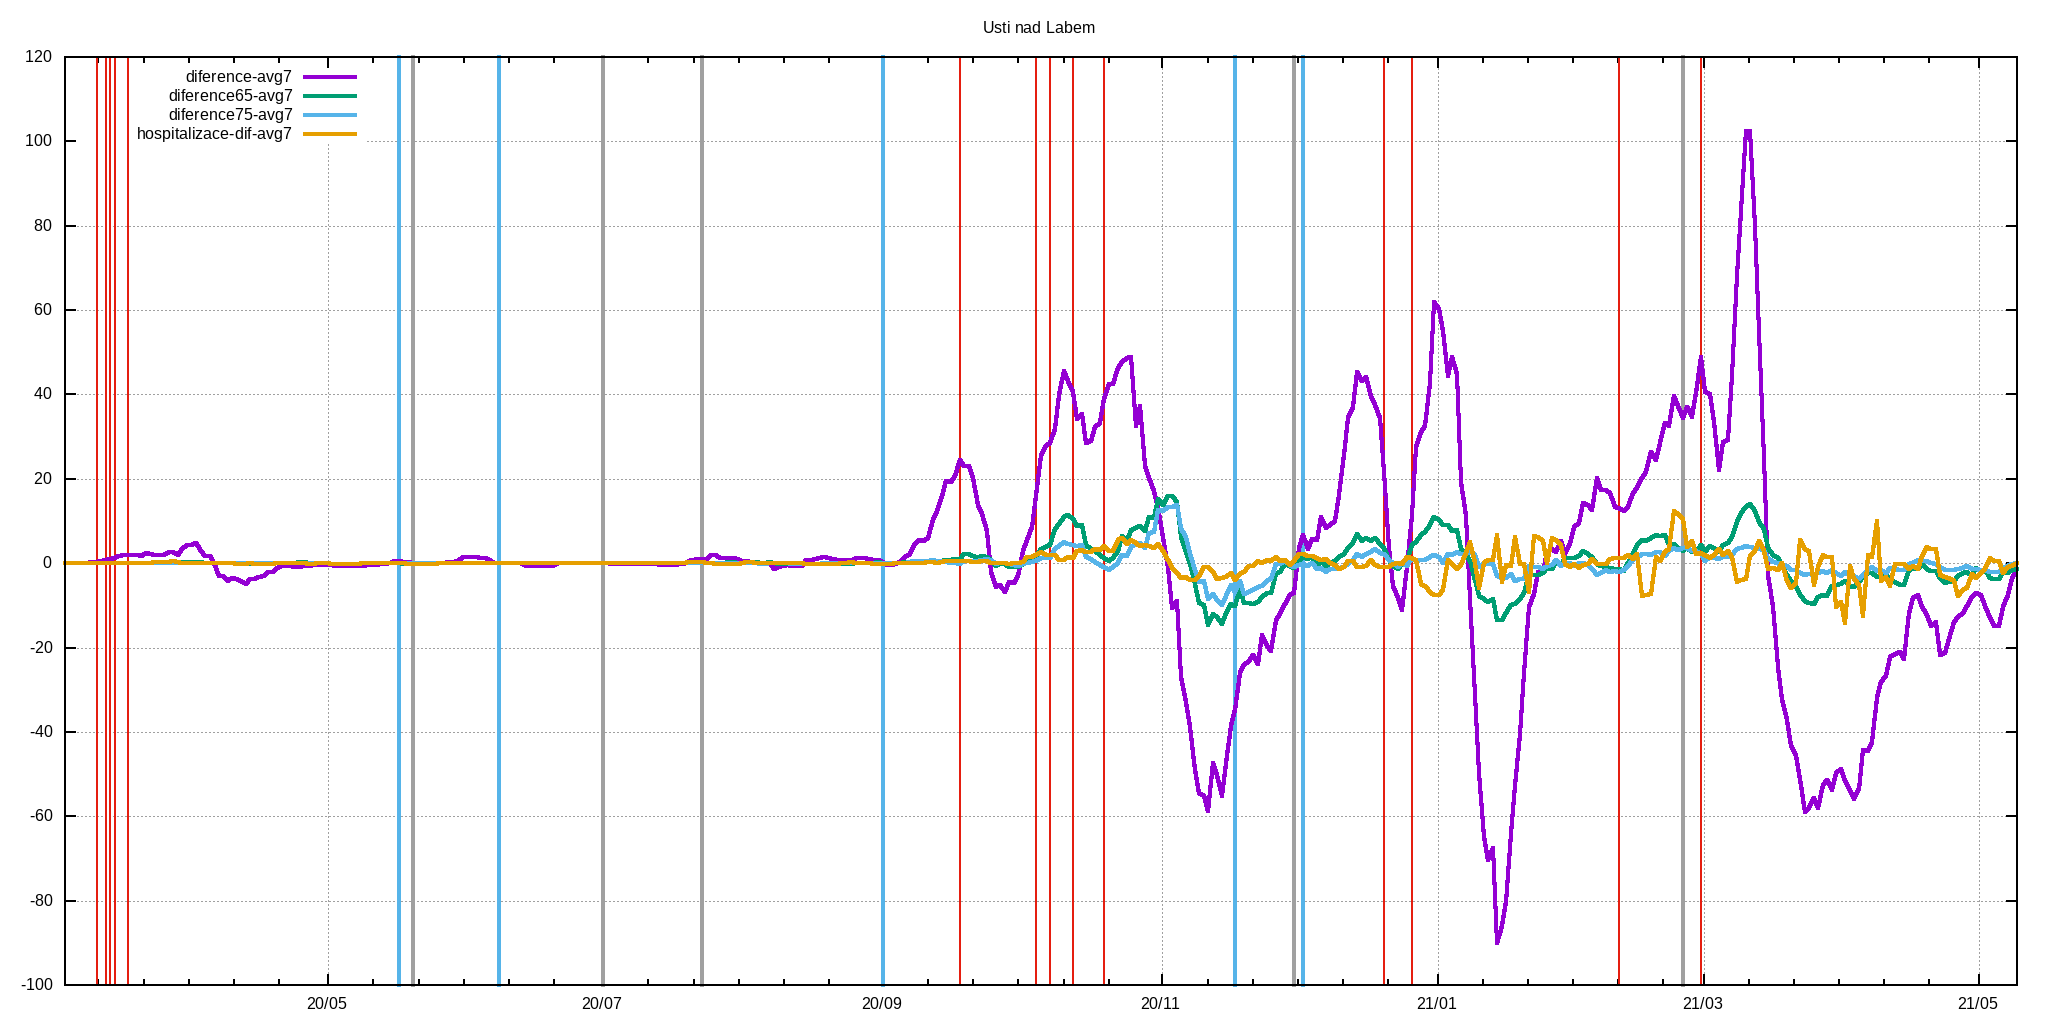 Usti nad Labem
120
diference-avg7
diference65-avg7
diference75-avg7
hospitalizace-dif-avg7
100
80
60
40
20
0
-20
-40
-60
-80
-100
20/05 20/07 20/09 20/11 21/01 21/03 21/05